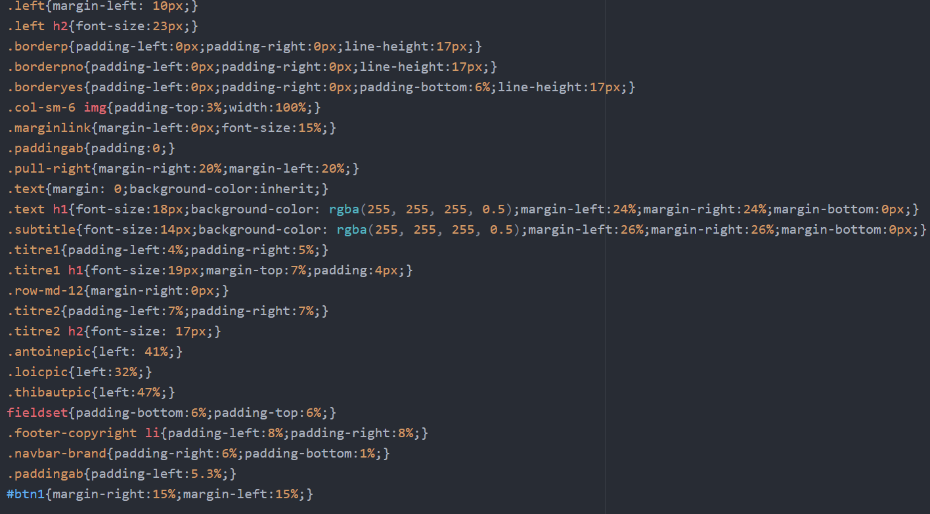 .left{margin-left: 10px;}
.left h2{font-size:23px;}
.borderp{padding-left:0px;padding-right:0px;line-height:17px;}
.borderpno{padding-left:0px;padding-right:0px;line-height:17px;}
.borderyes{padding-left:0px;padding-right:0px;padding-bottom:6%;line-height:17px;}
.col-sm-6 img{padding-top:3%;width:100%;}
.marginlink{margin-left:0px;font-size:15%;}
.paddingab{padding:0;}
.pull-right{margin-right:20%;margin-left:20%;}
.text{margin: 0;background-color:inherit;}
.text h1{font-size:18px;background-color: rgba(255, 255, 255, 0.5);margin-left:24%;margin-right:24%;margin-bottom:0px;}
.subtitle{font-size:14px;background-color: rgba(255, 255, 255, 0.5);margin-left:26%;margin-right:26%;margin-bottom:0px;}
.titre1{padding-left:4%;padding-right:5%;}
.titre1 h1{font-size:19px;margin-top:7%;padding:4px;}
.row-md-12{margin-right:0px;}
.titre2{padding-left:7%;padding-right:7%;}
.titre2 h2{font-size: 17px;}
.antoinepic{left: 41%;}
.loicpic{left:32%;}
.thibautpic{left:47%;}
fieldset{padding-bottom:6%;padding-top:6%;}
.footer-copyright li{padding-left:8%;padding-right:8%;}
.navbar-brand{padding-right:6%;padding-bottom:1%;}
.paddingab{padding-left:5.3%;}
#btn1{margin-right:15%;margin-left:15%;}